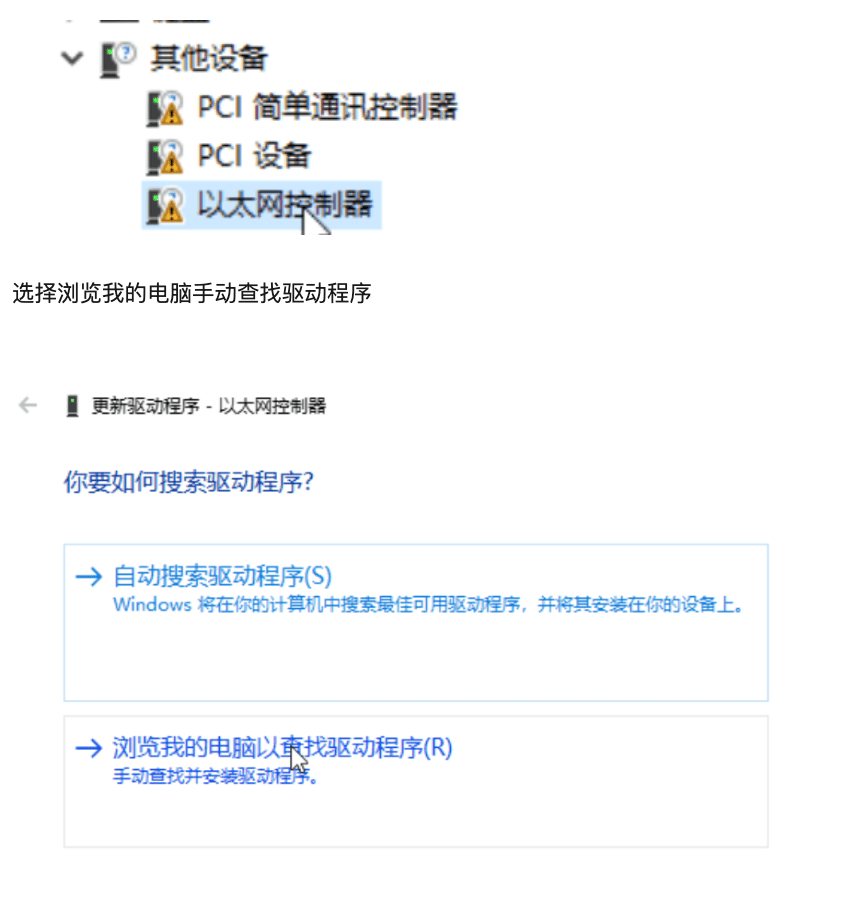 其他设备
PCI 简单通讯控制器
PCI 设备
以太网控制器
选择浏览我的电脑手动查找驱动程序
更新驱动程序 - 以太网控制器
你要如何搜索驱动程序?
自动搜索驱动程序(S)
Windows 将在你的计算机中搜索最佳可用驱动程序，并将其安装在你的设备上。
浏览我的电脑以查找驱动程序(R)
手动查找并安装驱动程序。